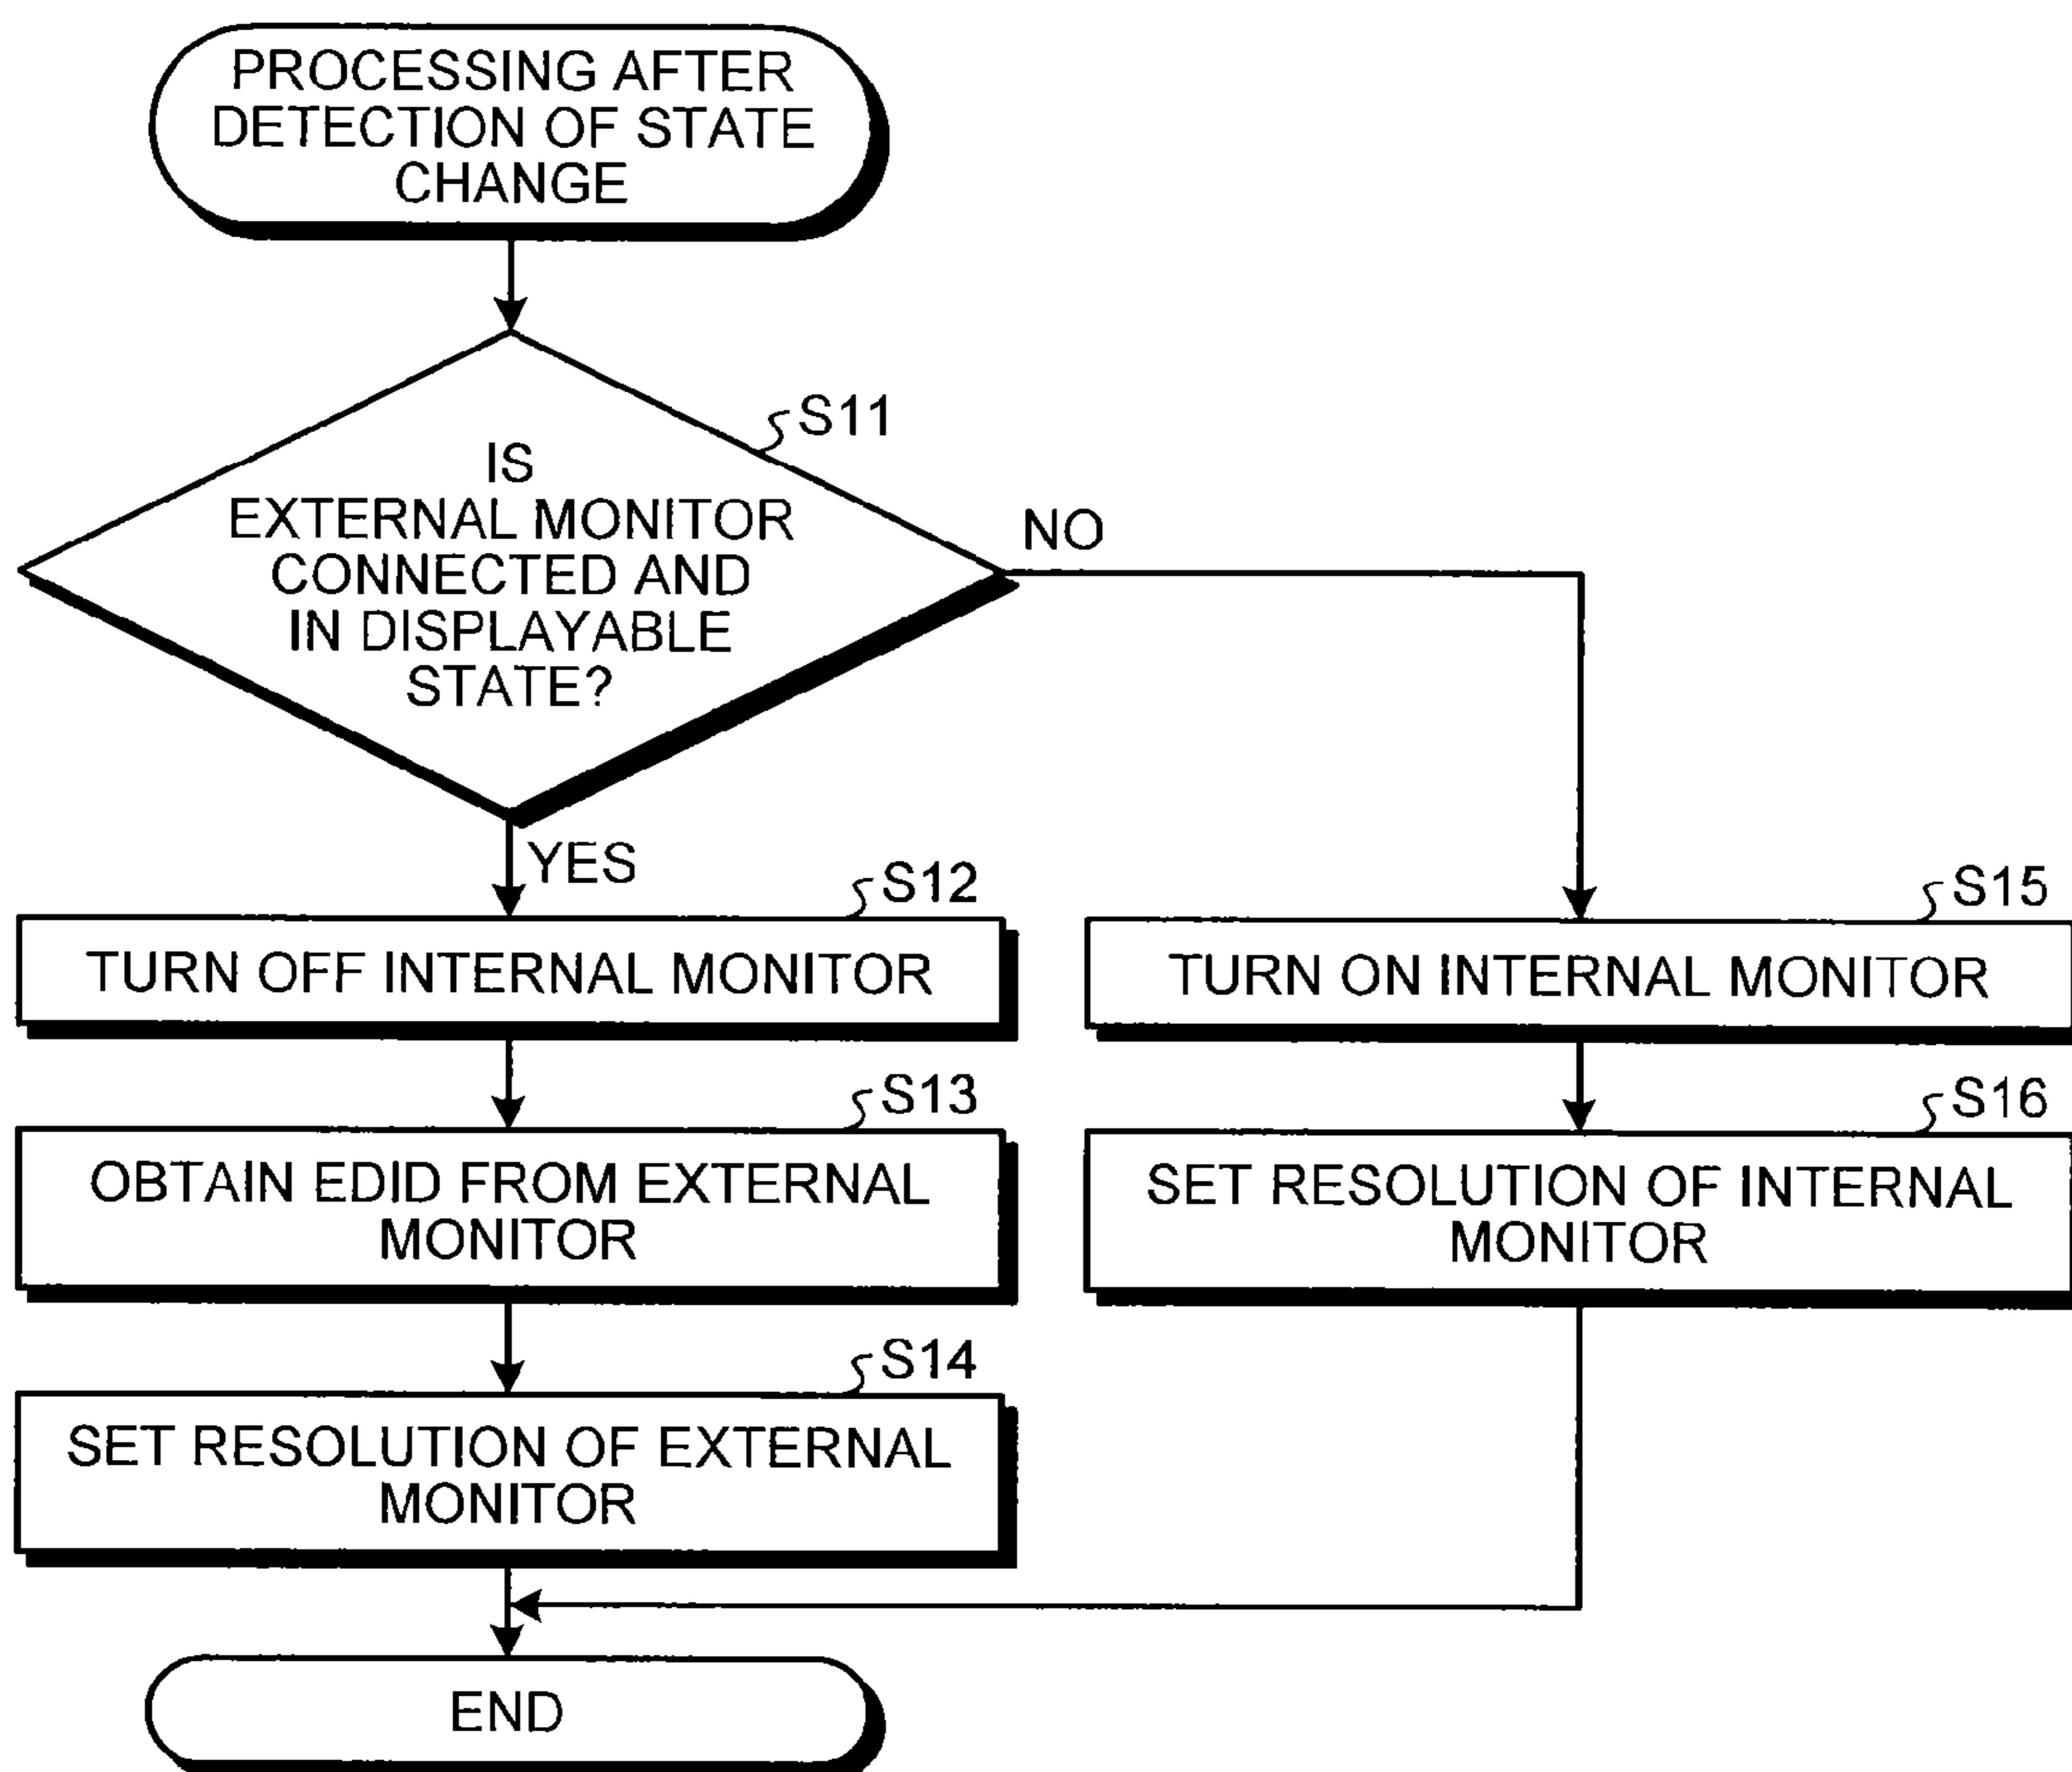 PROCESSING AFTER
DETECTION OF STATE
CHANGE
S11
IS
EXTERNAL MONITOR
CONNECTED AND
IN DISPLAYABLE
STATE?
NO
YES
S12
TURN OFF INTERNAL MONITOR
S15
TURN ON INTERNAL MONITOR
S13
OBTAIN EDID FROM EXTERNAL
MONITOR
S16
SET RESOLUTION OF INTERNAL
MONITOR
S14
SET RESOLUTION OF EXTERNAL
MONITOR
END